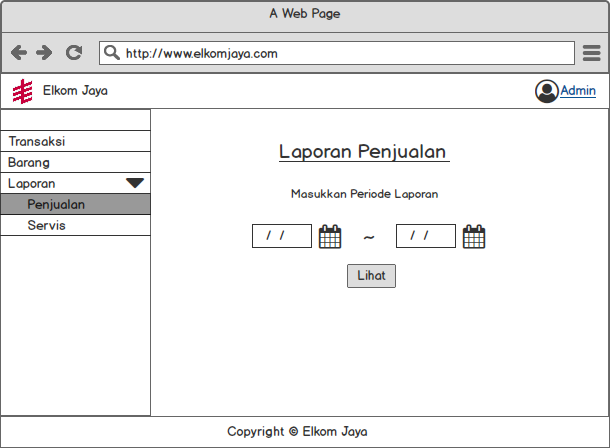 A Web Page
http://www.elkomjaya.com
Elkom Jaya
Admin
Transaksi
Barang
Laporan
Penjualan
Servis
Laporan Penjualan
Masukkan Periode Laporan
/ / ~ / /
Lihat
Copyright © Elkom Jaya